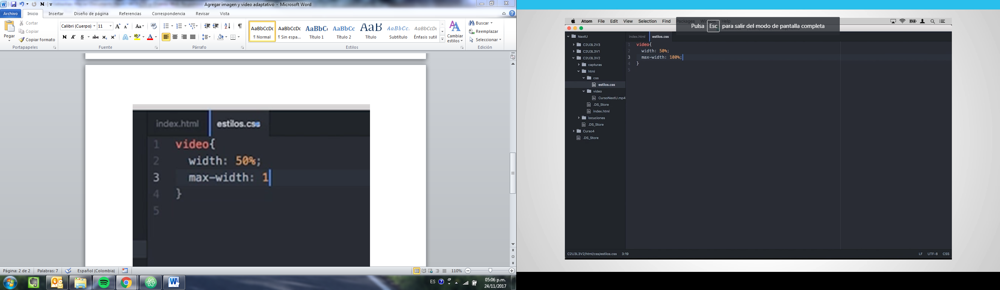 Agregar imagen y video adaptativo - Microsoft Word
Archivo Inicio Insertar Diseño de página Referencias Correspondencia Revisar Vista
Pegar
Cortar
Copiar
Copiar formato
Portapapeles
Calibri (Cuerpo) 11
N K S abc x₂ x² A ab A
Fuente
Párrafo
AaBbCcDc AaBbCcDc AaBbC AaBbCc AaB AaBbCc. AaBbCcDc
¶ Normal ¶ Sin espa... Título 1 Título 2 Título Subtítulo Énfasis sutil
Estilos
Cambiar estilos
Buscar
Reemplazar
Seleccionar
Edición
index.html estilos.css
1 video{
2 width: 50%;
3 max-width: 1
4 }
5
Página: 2 de 2 Palabras: 7 Español (Colombia) 110%
ES 05:06 p.m.
24/11/2017
Atom File Edit View Selection Find Packages Window Help
Pulsa Esc para salir del modo de pantalla completa
NextU
C2U3L2V3
C2U3L3V1
C2U3L3V2
capturas
html
css
estilos.css
video
CursoNextU.mp4
.DS_Store
index.html
locuciones
.DS_Store
Curso4
.DS_Store
index.html estilos.css
1 video{
2 width: 50%;
3 max-width: 100%;
4 }
5
C2U3L3V2/html/css/estilos.css 3:19 LF UTF-8 CSS